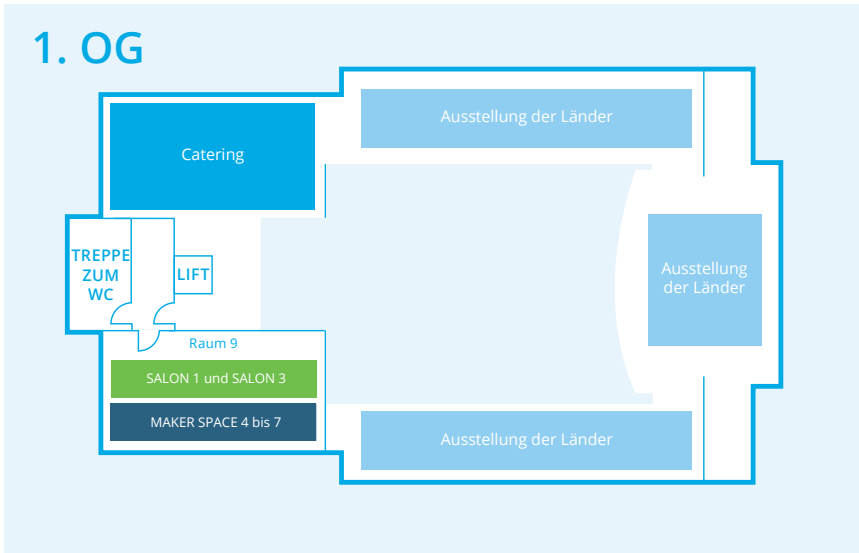 1. OG
Ausstellung der Länder
Catering
TREPPE
ZUM
WC
LIFT
Ausstellung
der Länder
Raum 9
SALON 1 und SALON 3
MAKER SPACE 4 bis 7
Ausstellung der Länder